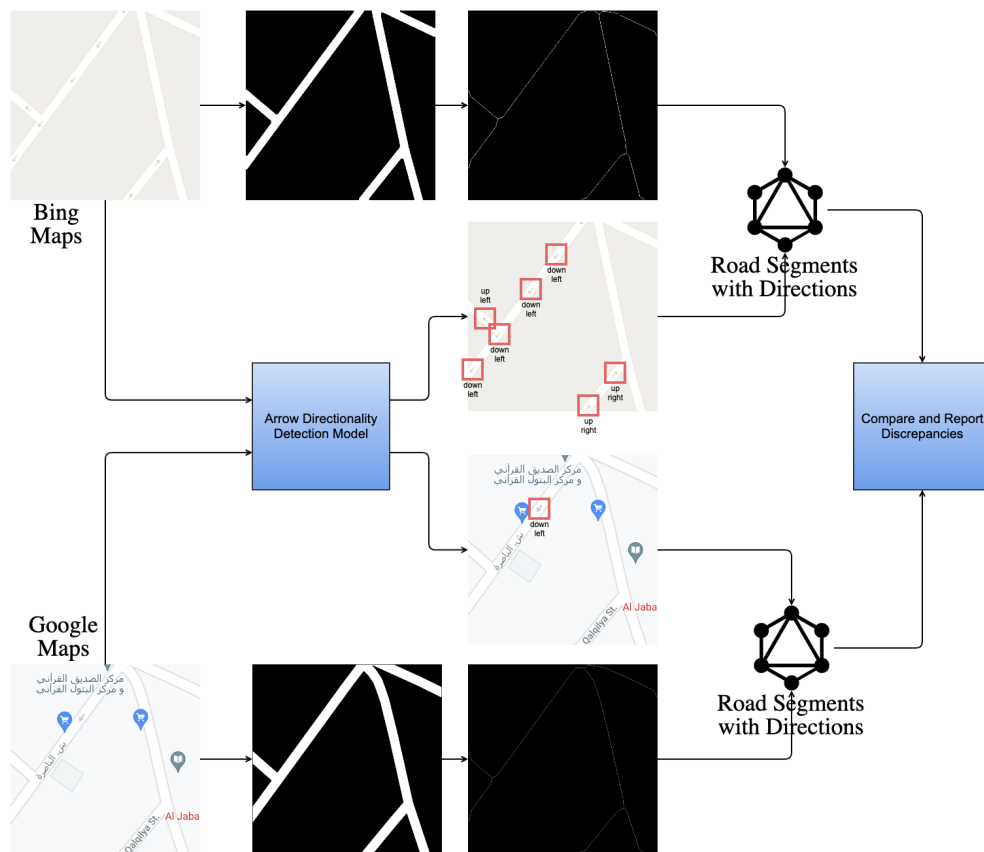 Bing
Maps
down
left
up
left
down
left
down
left
down
left
up
right
up
right
Road Segments
with Directions
Arrow Directionality
Detection Model
Compare and Report
Discrepancies
مركز الصديق القرآني
و مركز البتول القرآني
down
left
ش. الناصرة
Al Jaba
Qalqilya St.
Google
Maps
مركز الصديق القرآني
و مركز البتول القرآني
ش. الناصرة
Al Jaba
Qalqilya St.
Road Segments
with Directions